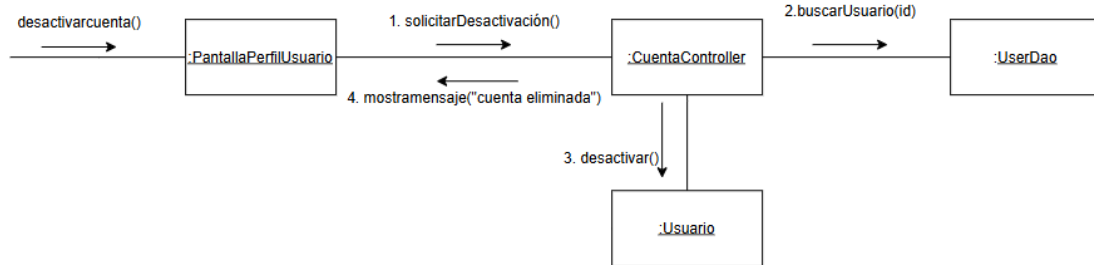 desactivarcuenta()
1. solicitarDesactivación()
2.buscarUsuario(id)
:PantallaPerfilUsuario
:CuentaController
:UserDao
4. mostramensaje("cuenta eliminada")
3. desactivar()
:Usuario